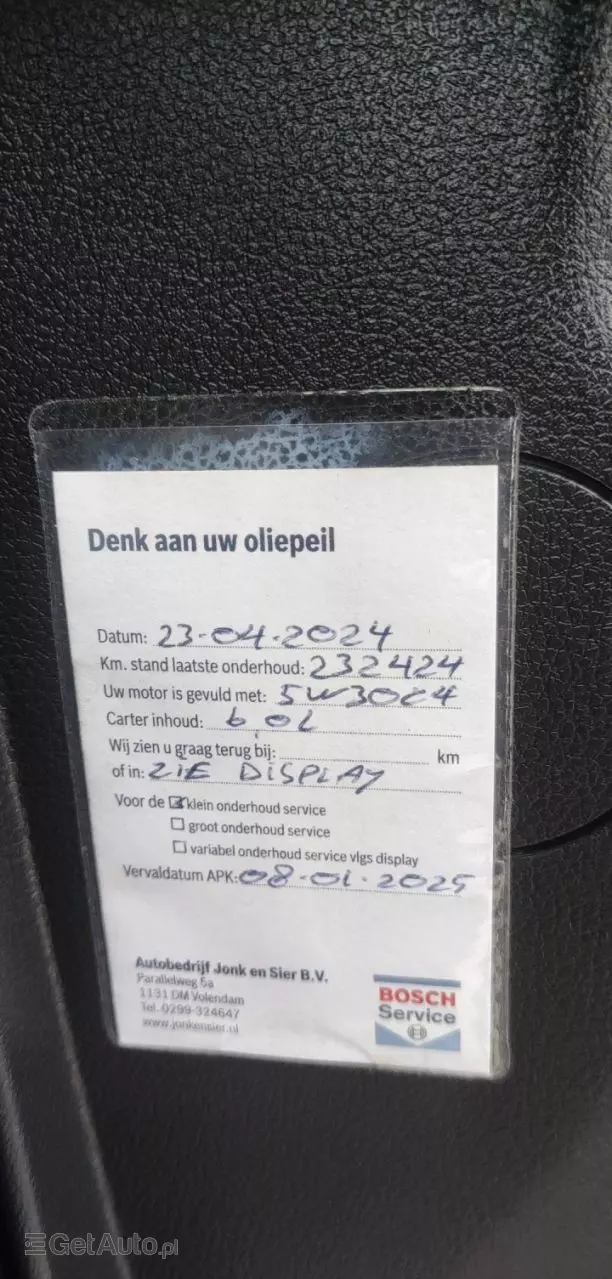 Denk aan uw oliepeil
Datum: 23-04-2024
Km. stand laatste onderhoud: 232424
Uw motor is gevuld met: 5W30C4
Carter inhoud: 6,0L
Wij zien u graag terug bij: km
of in: ZIE DISPLAY
Voor de klein onderhoud service
groot onderhoud service
variabel onderhoud service vlgs display
Vervaldatum APK: 08-01-2025
Autobedrijf Jonk en Sier B.V.
Parallelweg 5a
1131 DM Volendam
Tel. 0299-324647
www.jonkensier.nl
BOSCH
Service
GetAuto.pl